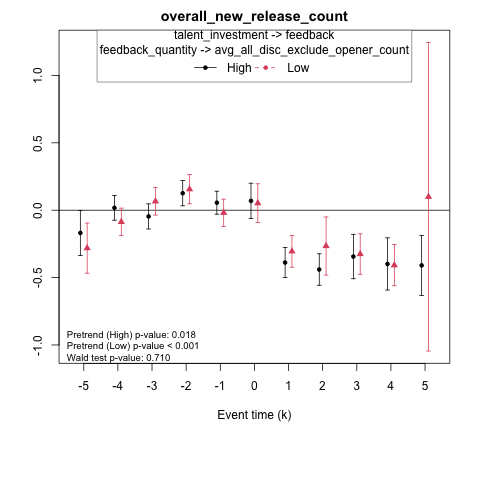 overall_new_release_count
talent_investment -> feedback
feedback_quantity -> avg_all_disc_exclude_opener_count
High Low
1.0
0.5
0.0
-0.5
-1.0
Pretrend (High) p-value: 0.018
Pretrend (Low) p-value < 0.001
Wald test p-value: 0.710
-5 -4 -3 -2 -1 0 1 2 3 4 5
Event time (k)